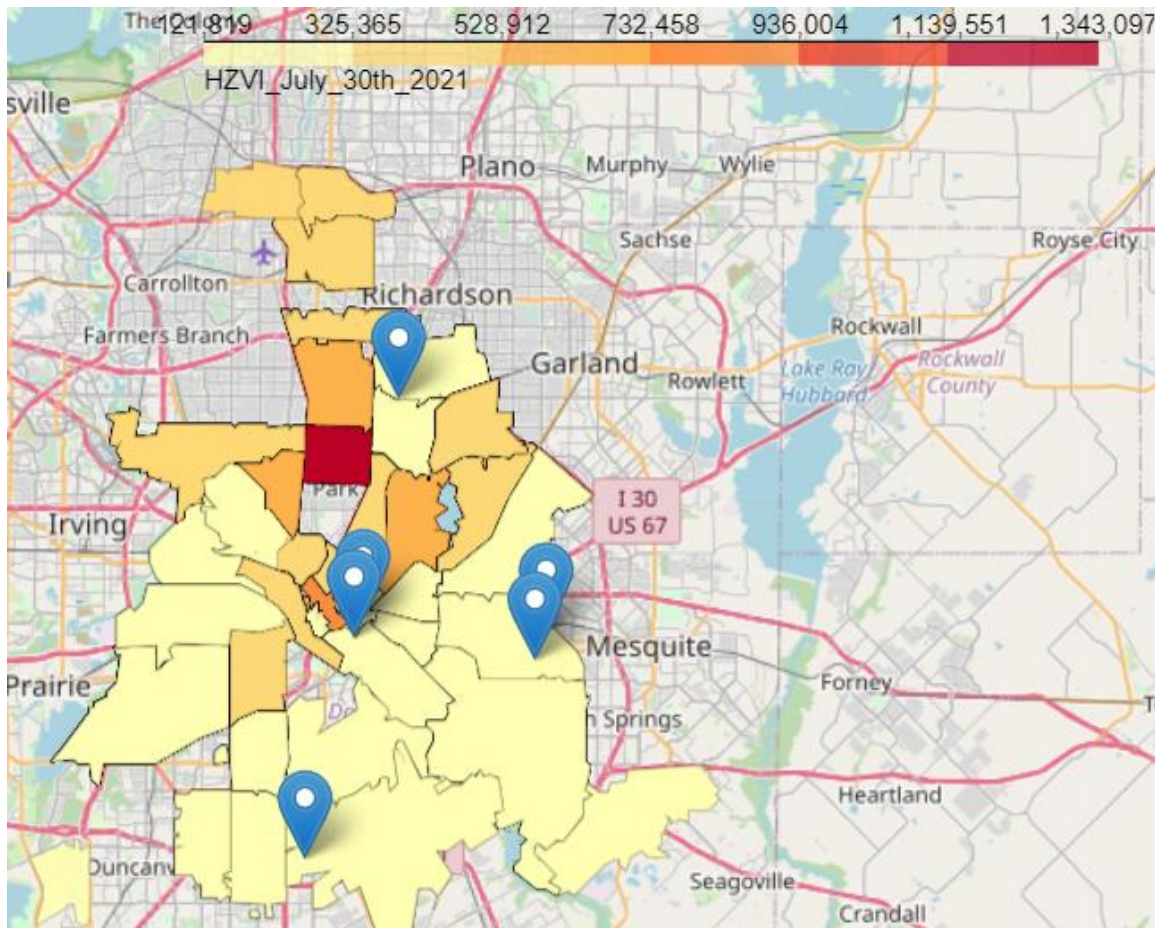 121,819 325,365 528,912 732,458 936,004 1,139,551 1,343,097
HZVI_July_30th_2021
sville
Plano
Murphy
Wylie
Sachse
Royse City
Carrollton
Richardson
Farmers Branch
Rockwall
Garland
Lake Ray
Hubbard
Rockwall
County
Rowlett
Park
I 30
US 67
Irving
Mesquite
Prairie
Forney
n Springs
Heartland
Duncanv
Seagoville
Crandall